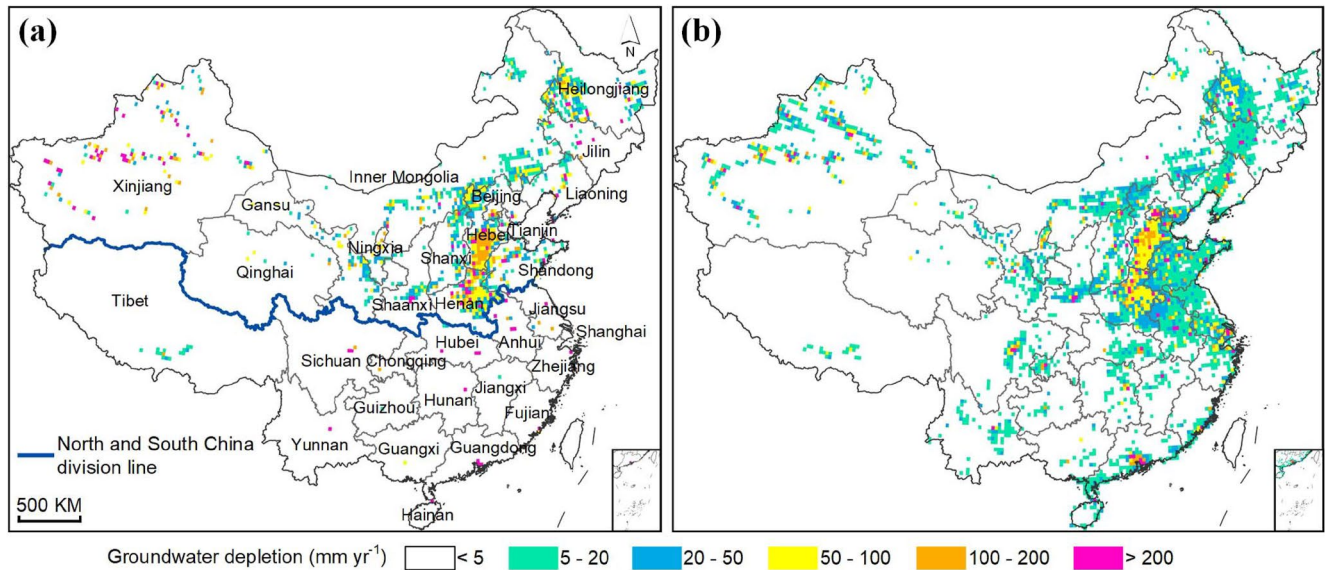 (a)
(b)
N
Heilongjiang
Jilin
Inner Mongolia
Xinjiang
Liaoning
Beijing
Gansu
Hebei
Tianjin
Ningxia
Shanxi
Qinghai
Shandong
Tibet
Shaanxi
Henan
Jiangsu
Shanghai
Hubei
Anhui
Sichuan
Chongqing
Zhejiang
Jiangxi
Hunan
Guizhou
Fujian
Yunnan
Guangxi
Guangdong
North and South China
division line
500 KM
Hainan
Groundwater depletion (mm yr⁻¹)
< 5
5 - 20
20 - 50
50 - 100
100 - 200
> 200